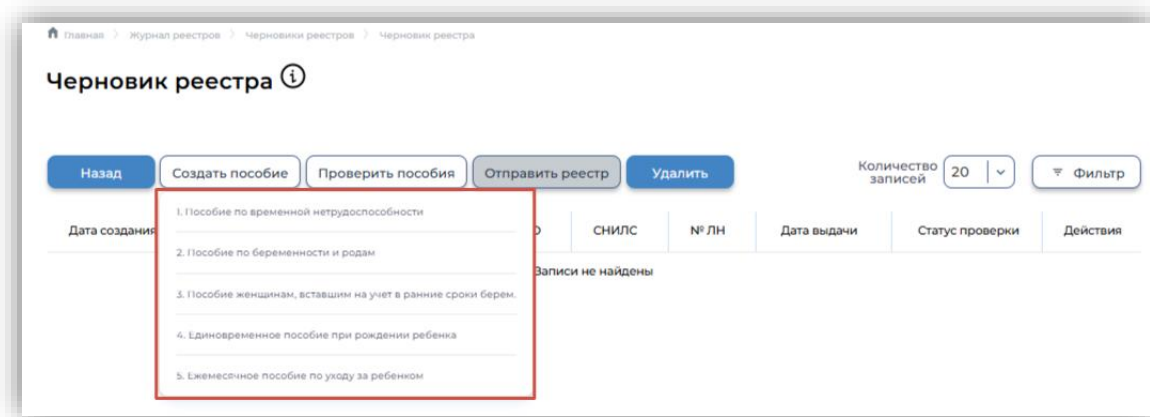 Главная > Журнал реестров > Черновики реестров > Черновик реестра
Черновик реестра
Назад Создать пособие Проверить пособия Отправить реестр Удалить Количество записей 20 Фильтр
1. Пособие по временной нетрудоспособности
Дата создания СНИЛС № ЛН Дата выдачи Статус проверки Действия
2. Пособие по беременности и родам
Записи не найдены
3. Пособие женщинам, вставшим на учет в ранние сроки берем.
4. Единовременное пособие при рождении ребенка
5. Ежемесячное пособие по уходу за ребенком